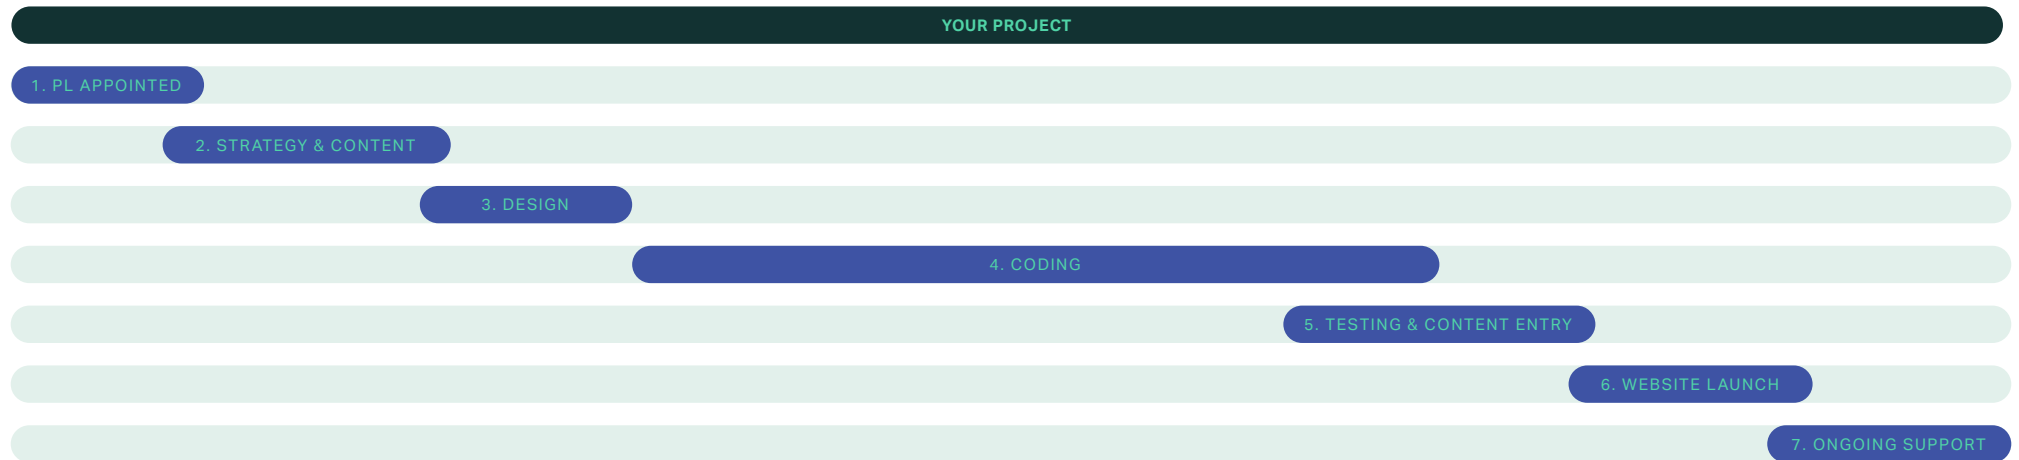 YOUR PROJECT
1. PL APPOINTED
2. STRATEGY & CONTENT
3. DESIGN
4. CODING
5. TESTING & CONTENT ENTRY
6. WEBSITE LAUNCH
7. ONGOING SUPPORT